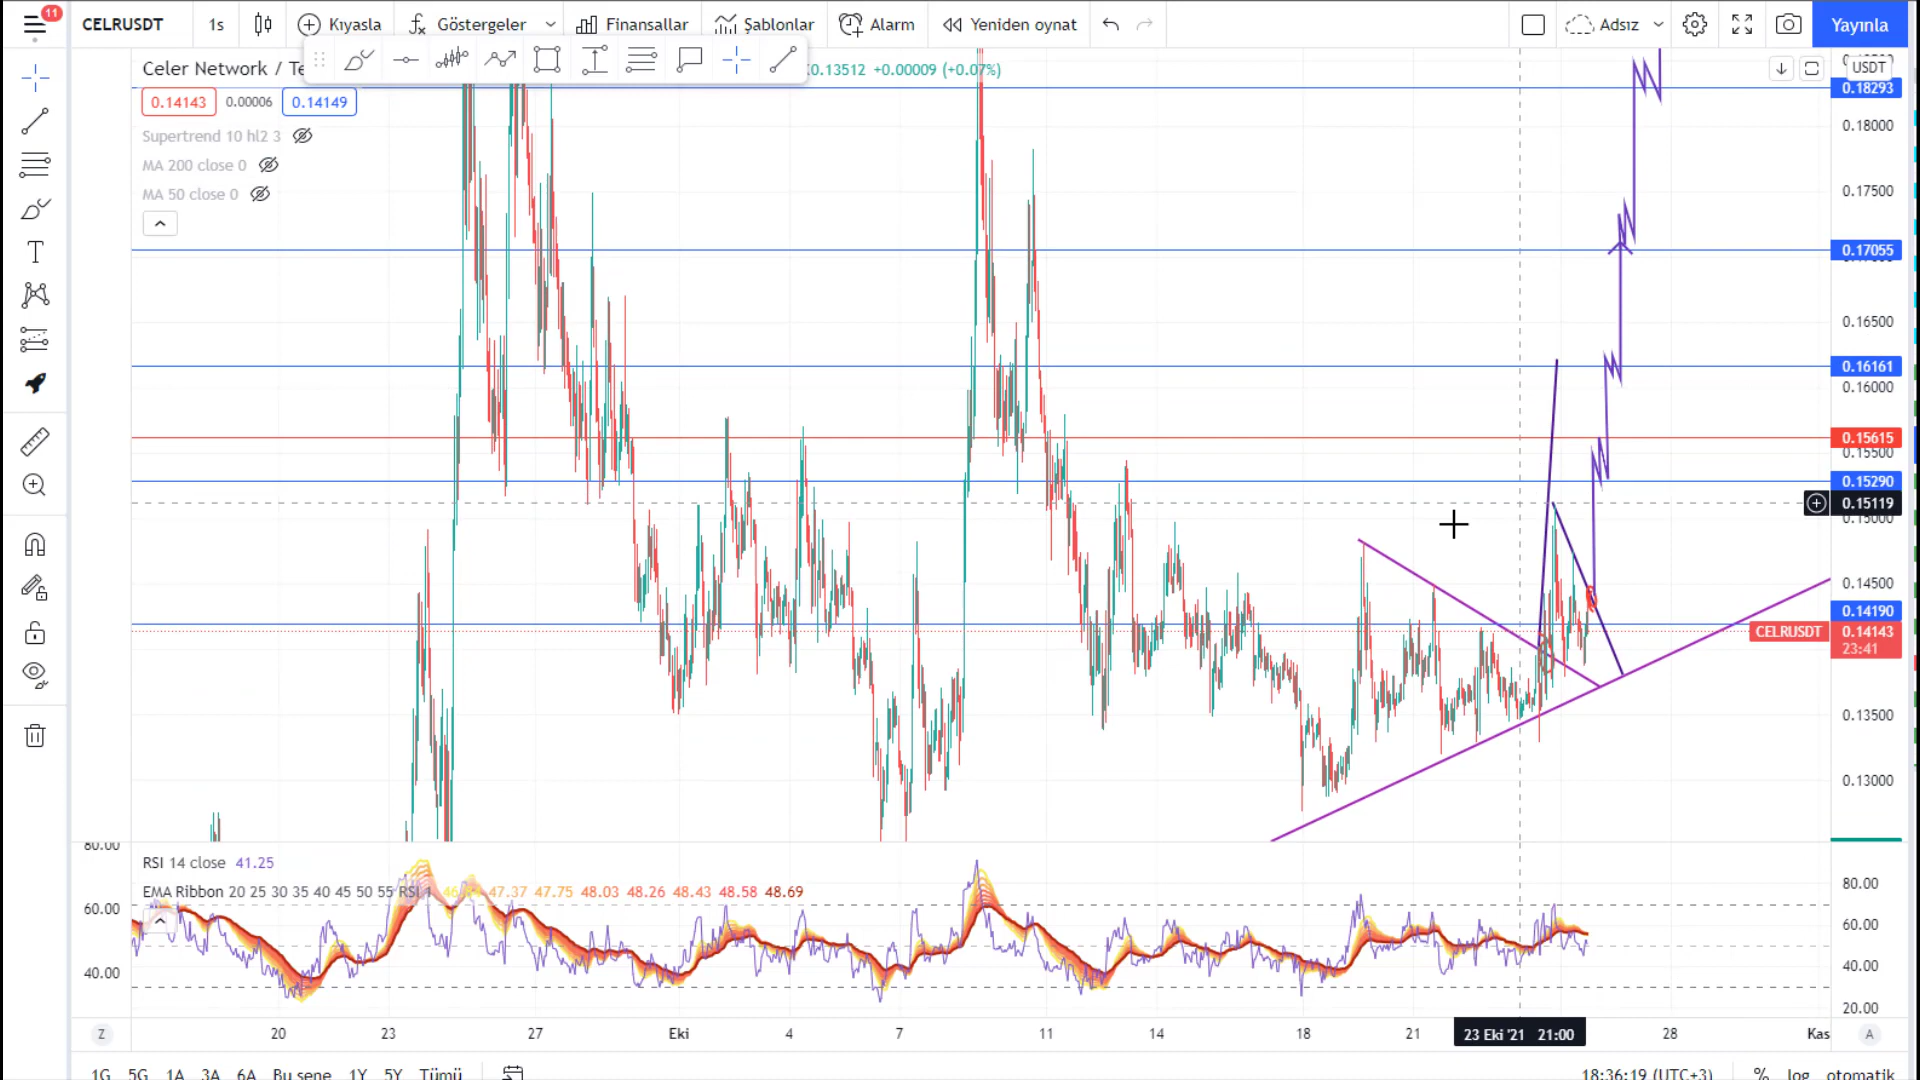 11
CELRUSDT
1s
Kıyasla
Göstergeler
Finansallar
Şablonlar
Alarm
Yeniden oynat
Adsız
Yayınla
Celer Network / Te
0.13512 +0.00009 (+0.07%)
USDT
0.14143
0.00006
0.14149
Supertrend 10 hl2 3
MA 200 close 0
MA 50 close 0
0.18293
0.18000
0.17500
0.17055
0.16500
0.16161
0.16000
0.15615
0.15500
0.15290
0.15119
0.15000
0.14500
0.14190
CELRUSDT 0.14143
23:41
0.13500
0.13000
80.00
60.00
40.00
RSI 14 close 41.25
EMA Ribbon 20 25 30 35 40 45 50 55 RSI 47.37 47.75 48.03 48.26 48.43 48.58 48.69
80.00
60.00
40.00
20.00
Z
20
23
27
Eki
4
7
11
14
18
21
23 Eki '21 21:00
28
Kas
A
1G 5G 1A 3A 6A Bu sene 1Y 5Y Tümü
18:36:19 (UTC+3)
% log otomatik